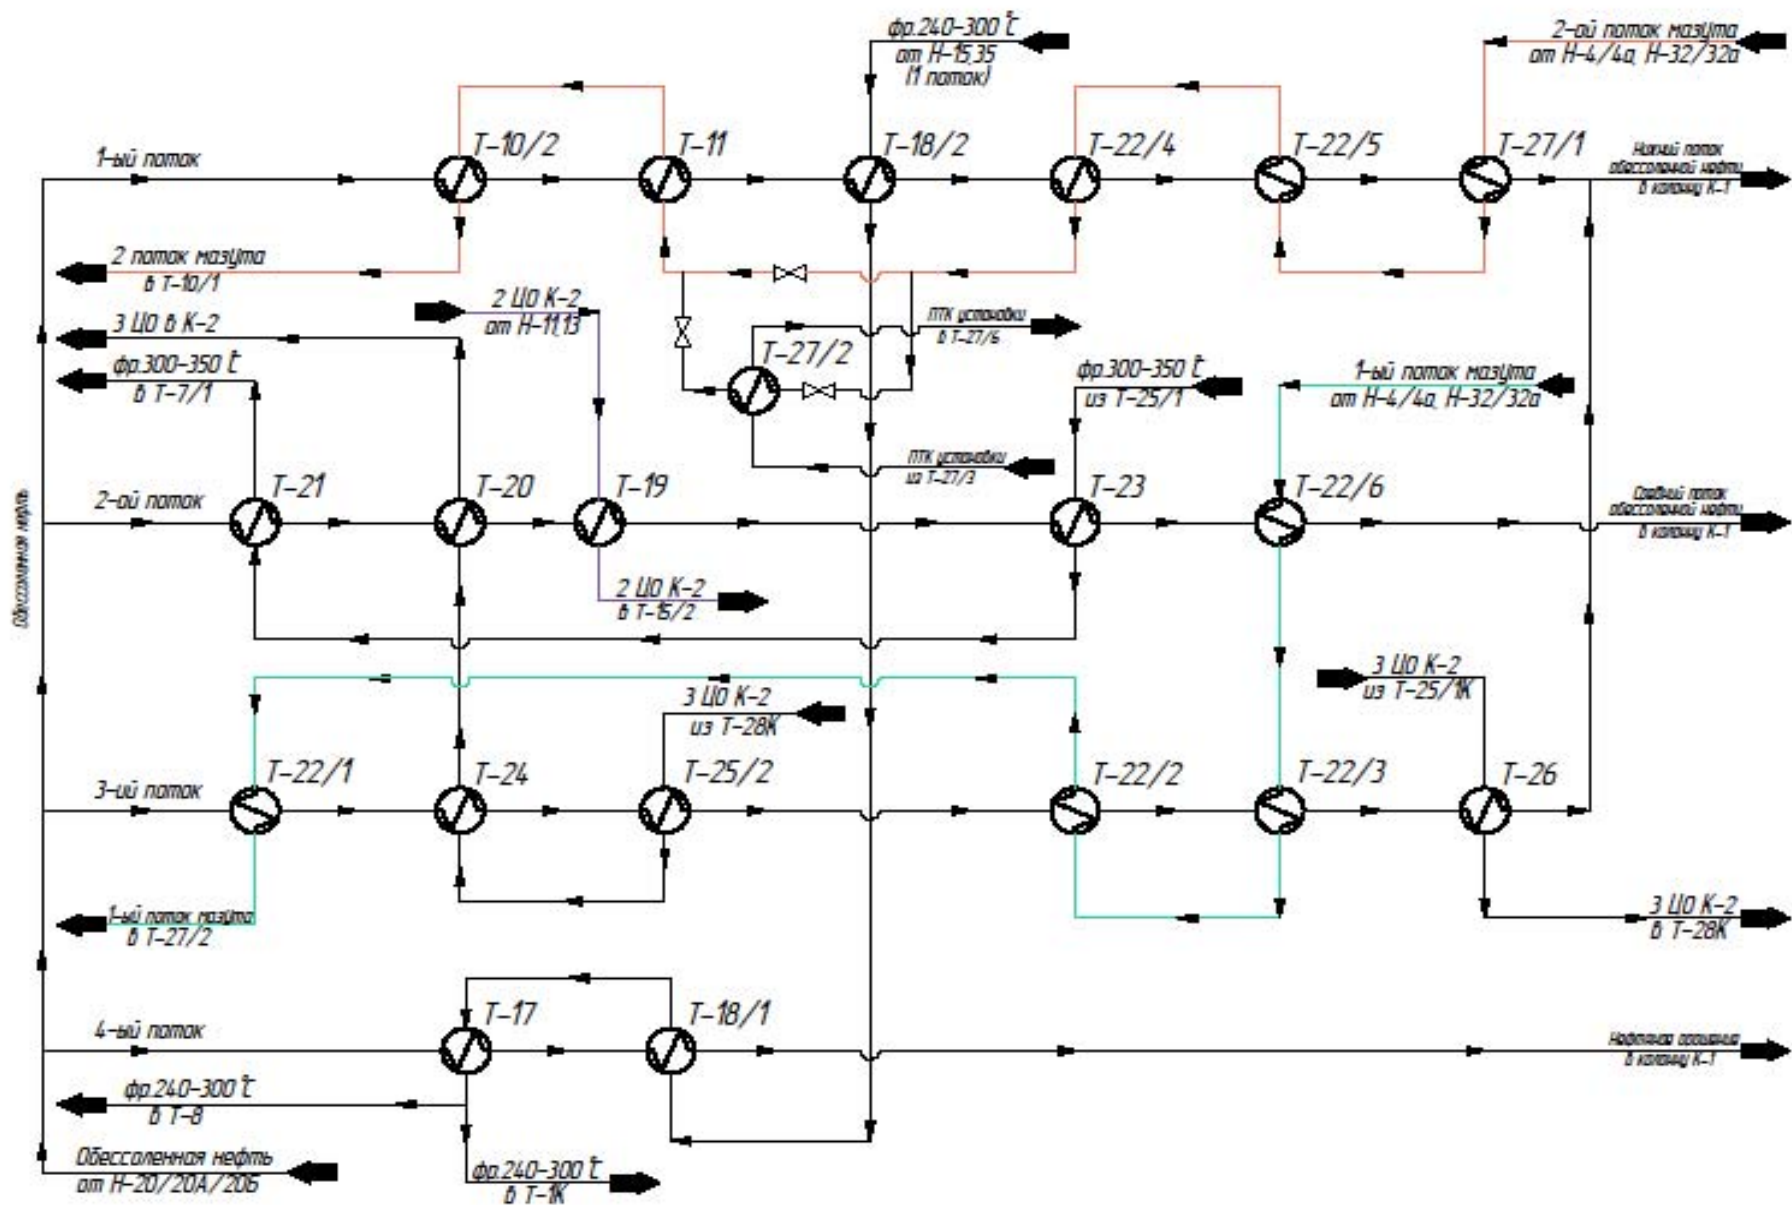 фр.240-300 ℃
от Н-15,35
(1 поток)
2-ой поток мазута
от Н-4/4а, Н-32/32а
1-ый поток
Т-10/2
Т-11
Т-18/2
Т-22/4
Т-22/5
Т-27/1
Нижний поток
обессоленной нефти
в колонну К-1
2 поток мазута
в Т-10/1
2 ЦО К-2
от Н-11,13
3 ЦО в К-2
ПТК установки
в Т-27/6
Т-27/2
фр.300-350 ℃
в Т-7/1
фр.300-350 ℃
из Т-25/1
1-ый поток мазута
от Н-4/4а, Н-32/32а
ПТК установки
из Т-27/3
Обессоленная нефть
2-ой поток
Т-21
Т-20
Т-19
Т-23
Т-22/6
Средний поток
обессоленной нефти
в колонну К-1
2 ЦО К-2
в Т-15/2
3 ЦО К-2
из Т-28К
3 ЦО К-2
из Т-25/1К
3-ий поток
Т-22/1
Т-24
Т-25/2
Т-22/2
Т-22/3
Т-26
1-ый поток мазута
в Т-27/2
3 ЦО К-2
в Т-28К
4-ый поток
Т-17
Т-18/1
Нефтяное орошение
в колонну К-1
фр.240-300 ℃
в Т-8
Обессоленная нефть
от Н-20/20А/20Б
фр.240-300 ℃
в Т-1К